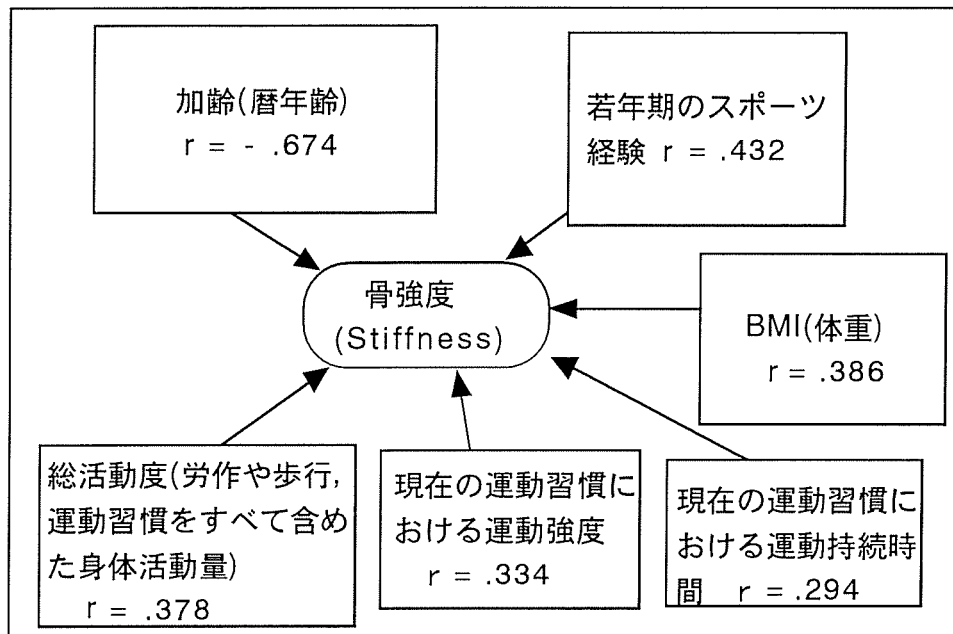 加齢(暦年齢)
r = - .674
若年期のスポーツ
経験 r = .432
骨強度
(Stiffness)
BMI(体重)
r = .386
総活動度(労作や歩行,
運動習慣をすべて含め
た身体活動量)
r = .378
現在の運動習慣に
おける運動強度
r = .334
現在の運動習慣に
おける運動持続時
間 r = .294